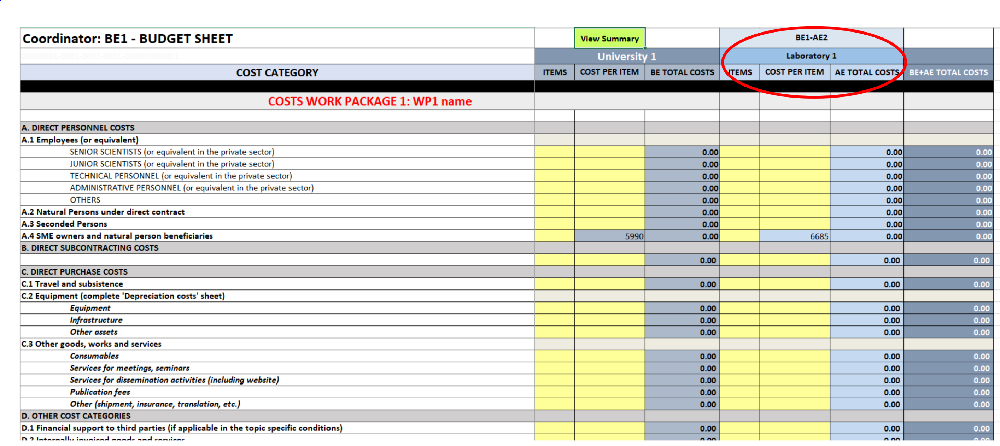 Coordinator: BE1 - BUDGET SHEET View Summary BE1-AE2
00000001-0001-0001-0001-000000000001 University 1 Laboratory 1
COST CATEGORY ITEMS COST PER ITEM BE TOTAL COSTS ITEMS COST PER ITEM AE TOTAL COSTS BE+AE TOTAL COSTS
COSTS WORK PACKAGE 1: WP1 name
A. DIRECT PERSONNEL COSTS
A.1 Employees (or equivalent)
SENIOR SCIENTISTS (or equivalent in the private sector) 0.00 0.00 0.00
JUNIOR SCIENTISTS (or equivalent in the private sector) 0.00 0.00 0.00
TECHNICAL PERSONNEL (or equivalent in the private sector) 0.00 0.00 0.00
ADMINISTRATIVE PERSONNEL (or equivalent in the private sector) 0.00 0.00 0.00
OTHERS 0.00 0.00 0.00
A.2 Natural Persons under direct contract 0.00 0.00 0.00
A.3 Seconded Persons 0.00 0.00 0.00
A.4 SME owners and natural person beneficiaries 5990 0.00 6685 0.00 0.00
B. DIRECT SUBCONTRACTING COSTS
0.00 0.00 0.00
C. DIRECT PURCHASE COSTS
C.1 Travel and subsistence 0.00 0.00 0.00
C.2 Equipment (complete 'Depreciation costs' sheet)
Equipment 0.00 0.00 0.00
Infrastructure 0.00 0.00 0.00
Other assets 0.00 0.00 0.00
C.3 Other goods, works and services
Consumables 0.00 0.00 0.00
Services for meetings, seminars 0.00 0.00 0.00
Services for dissemination activities (including website) 0.00 0.00 0.00
Publication fees 0.00 0.00 0.00
Other (shipment, insurance, translation, etc.) 0.00 0.00 0.00
D. OTHER COST CATEGORIES
D.1 Financial support to third parties (if applicable in the topic specific conditions) 0.00 0.00 0.00
D.2 Internally invoiced goods and services 0.00 0.00 0.00